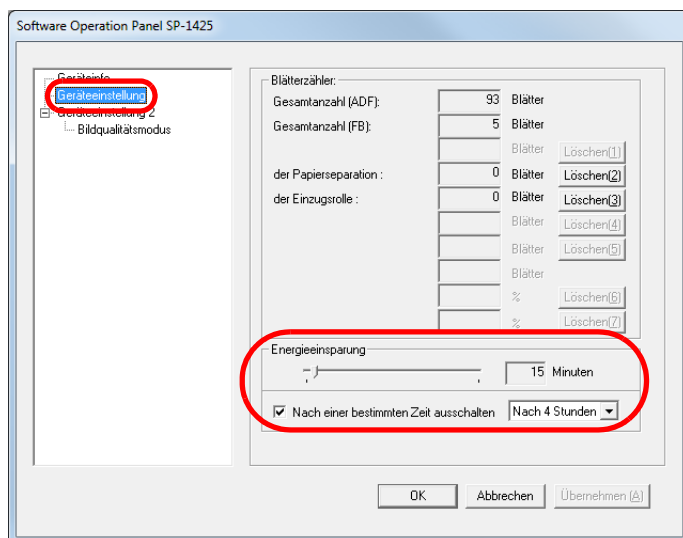 Software Operation Panel SP-1425
Geräteinfo
Geräteeinstellung
Geräteeinstellung 2
Bildqualitätsmodus
Blätterzähler:
Gesamtanzahl (ADF): 93 Blätter
Gesamtanzahl (FB): 5 Blätter
Blätter Löschen(1)
der Papierseparation : 0 Blätter Löschen(2)
der Einzugsrolle : 0 Blätter Löschen(3)
Blätter Löschen(4)
Blätter Löschen(5)
Blätter
% Löschen(6)
% Löschen(7)
Energieeinsparung
15 Minuten
Nach einer bestimmten Zeit ausschalten Nach 4 Stunden
OK Abbrechen Übernehmen (A)